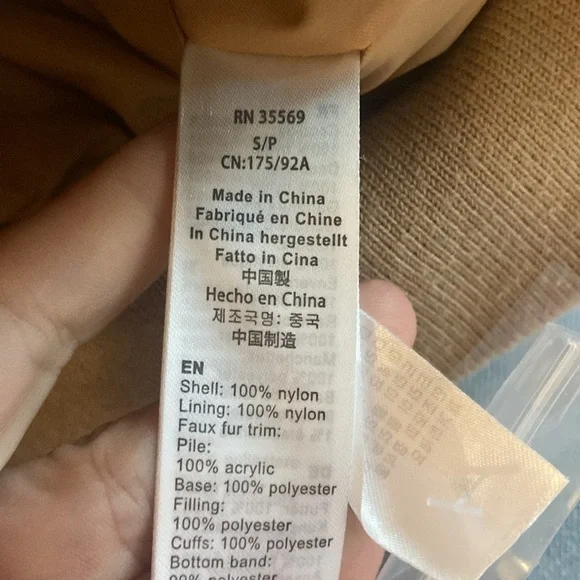 RN 35569
S/P
CN:175/92A
Made in China
Fabriqué en Chine
In China hergestellt
Fatto in Cina
中国製
Hecho en China
제조국명: 중국
中国制造
EN
Shell: 100% nylon
Lining: 100% nylon
Faux fur trim:
Pile:
100% acrylic
Base: 100% polyester
Filling:
100% polyester
Cuffs: 100% polyester
Bottom band:
99% polyester